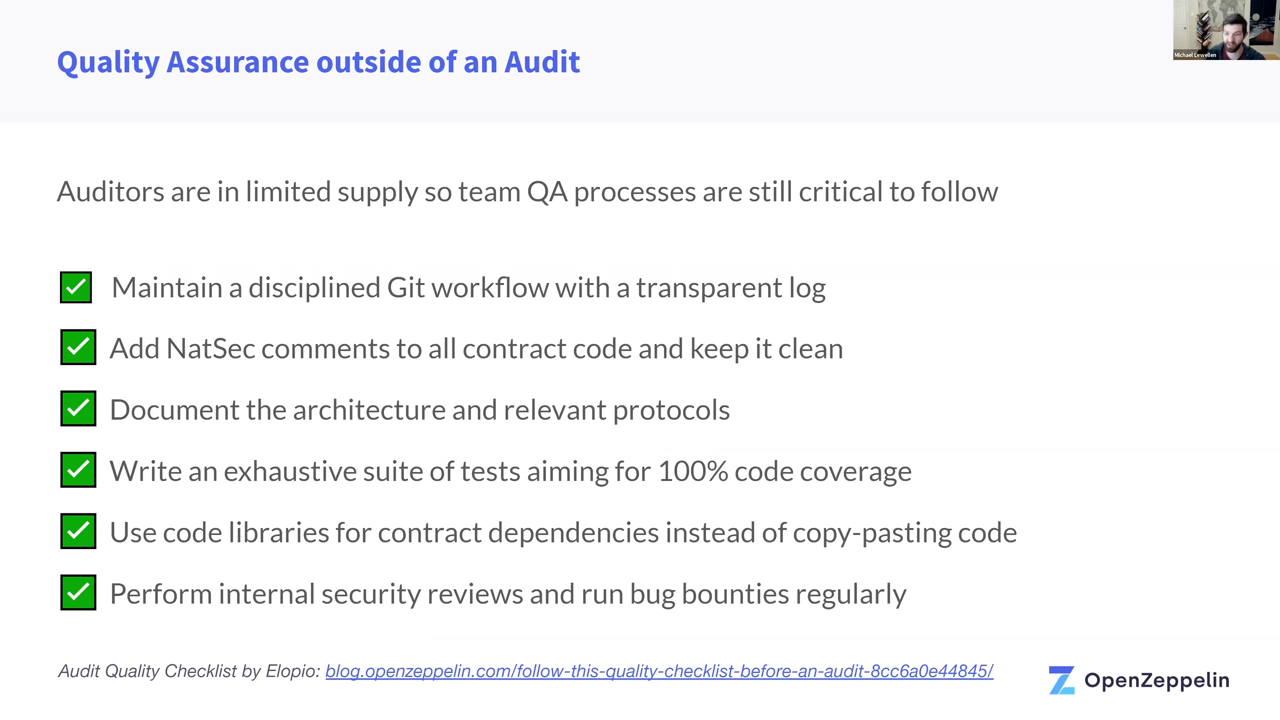 Quality Assurance outside of an Audit
Michael Lewellen
Auditors are in limited supply so team QA processes are still critical to follow
Maintain a disciplined Git workflow with a transparent log
Add NatSec comments to all contract code and keep it clean
Document the architecture and relevant protocols
Write an exhaustive suite of tests aiming for 100% code coverage
Use code libraries for contract dependencies instead of copy-pasting code
Perform internal security reviews and run bug bounties regularly
Audit Quality Checklist by Elopio: blog.openzeppelin.com/follow-this-quality-checklist-before-an-audit-8cc6a0e44845/
OpenZeppelin